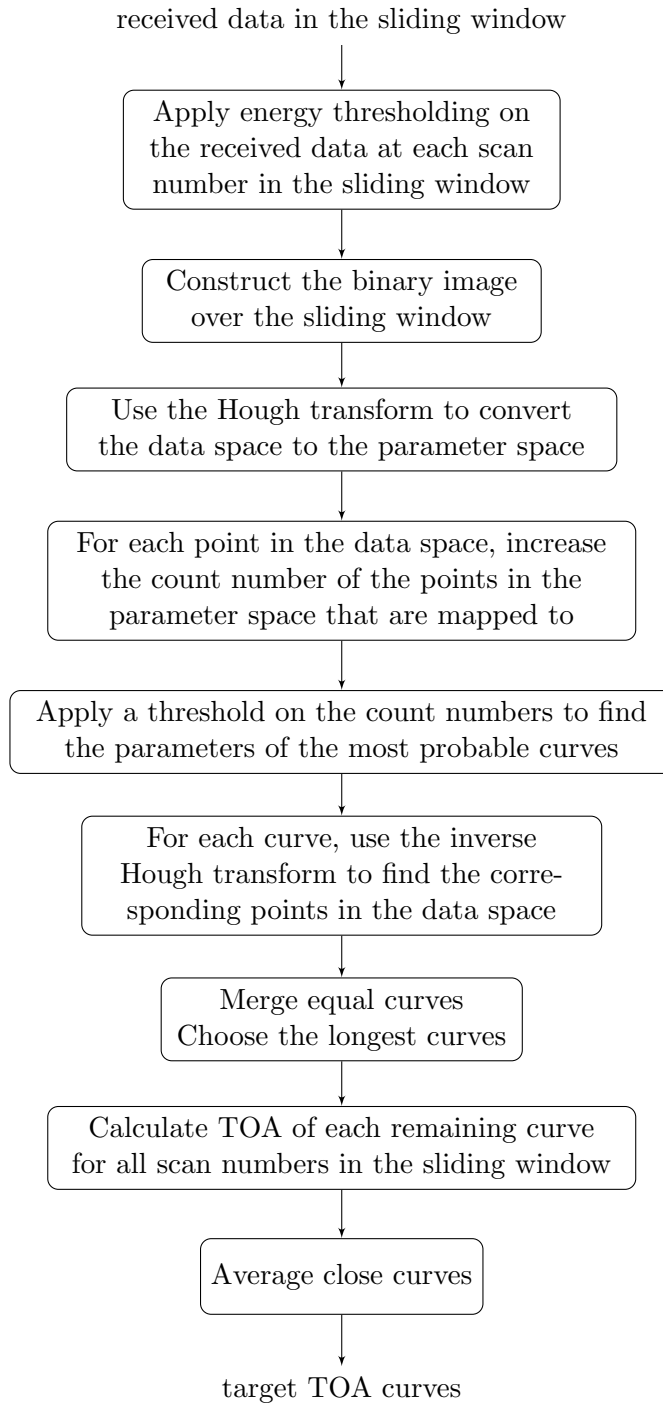 received data in the sliding window
Apply energy thresholding on
the received data at each scan
number in the sliding window
Construct the binary image
over the sliding window
Use the Hough transform to convert
the data space to the parameter space
For each point in the data space, increase
the count number of the points in the
parameter space that are mapped to
Apply a threshold on the count numbers to find
the parameters of the most probable curves
For each curve, use the inverse
Hough transform to find the corre-
sponding points in the data space
Merge equal curves
Choose the longest curves
Calculate TOA of each remaining curve
for all scan numbers in the sliding window
Average close curves
target TOA curves